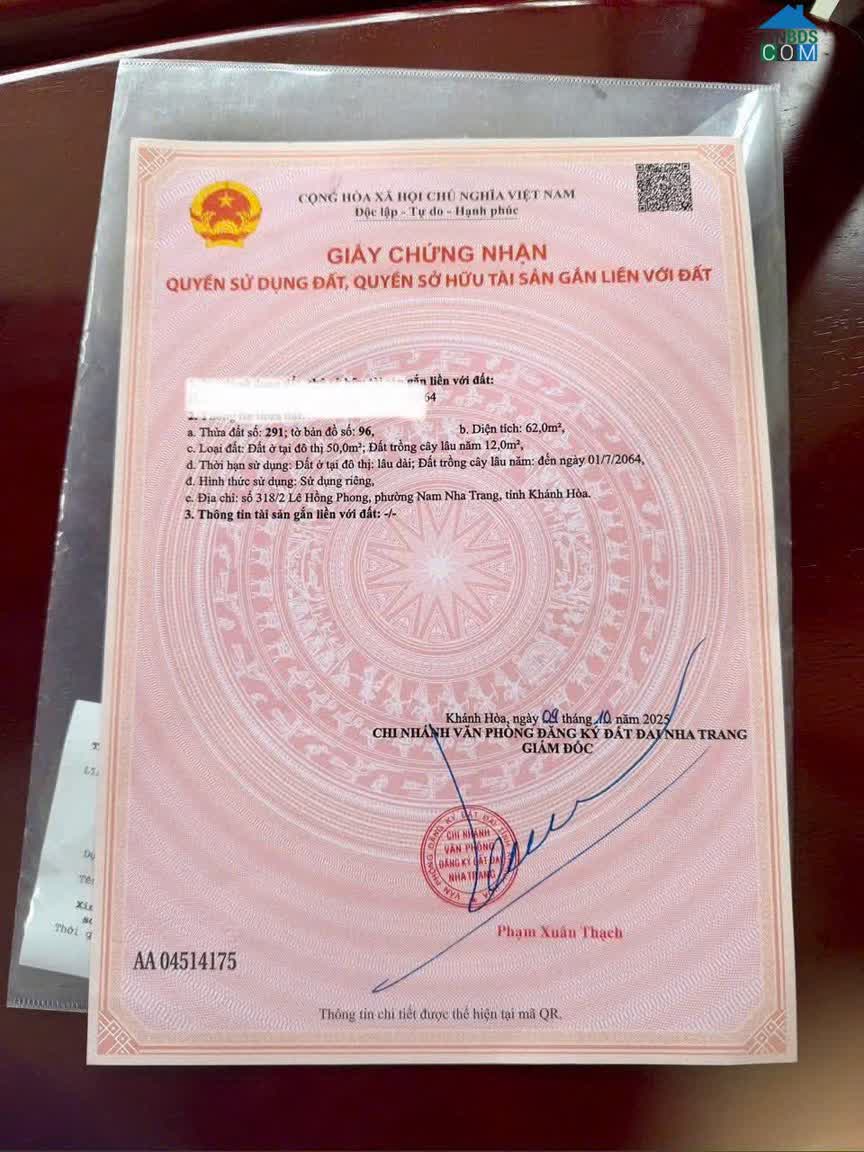 BDS
COM
CỘNG HÒA XÃ HỘI CHỦ NGHĨA VIỆT NAM
Độc lập - Tự do - Hạnh phúc
GIẤY CHỨNG NHẬN
QUYỀN SỬ DỤNG ĐẤT, QUYỀN SỞ HỮU TÀI SẢN GẮN LIỀN VỚI ĐẤT
gắn liền với đất:
64
a. Thửa đất số: 291; tờ bản đồ số: 96, b. Diện tích: 62,0m²,
c. Loại đất: Đất ở tại đô thị 50,0m²; Đất trồng cây lâu năm 12,0m²,
d. Thời hạn sử dụng: Đất ở tại đô thị: lâu dài; Đất trồng cây lâu năm: đến ngày 01/7/2064,
đ. Hình thức sử dụng: Sử dụng riêng,
e. Địa chỉ: số 318/2 Lê Hồng Phong, phường Nam Nha Trang, tỉnh Khánh Hòa.
3. Thông tin tài sản gắn liền với đất: -/-
Khánh Hòa, ngày 09 tháng 10 năm 2025
CHI NHÁNH VĂN PHÒNG ĐĂNG KÝ ĐẤT ĐAI NHA TRANG
GIÁM ĐỐC
CHI NHÁNH
VĂN PHÒNG
ĐĂNG KÝ ĐẤT ĐAI
NHA TRANG
Phạm Xuân Thạch
AA 04514175
Thông tin chi tiết được thể hiện tại mã QR.